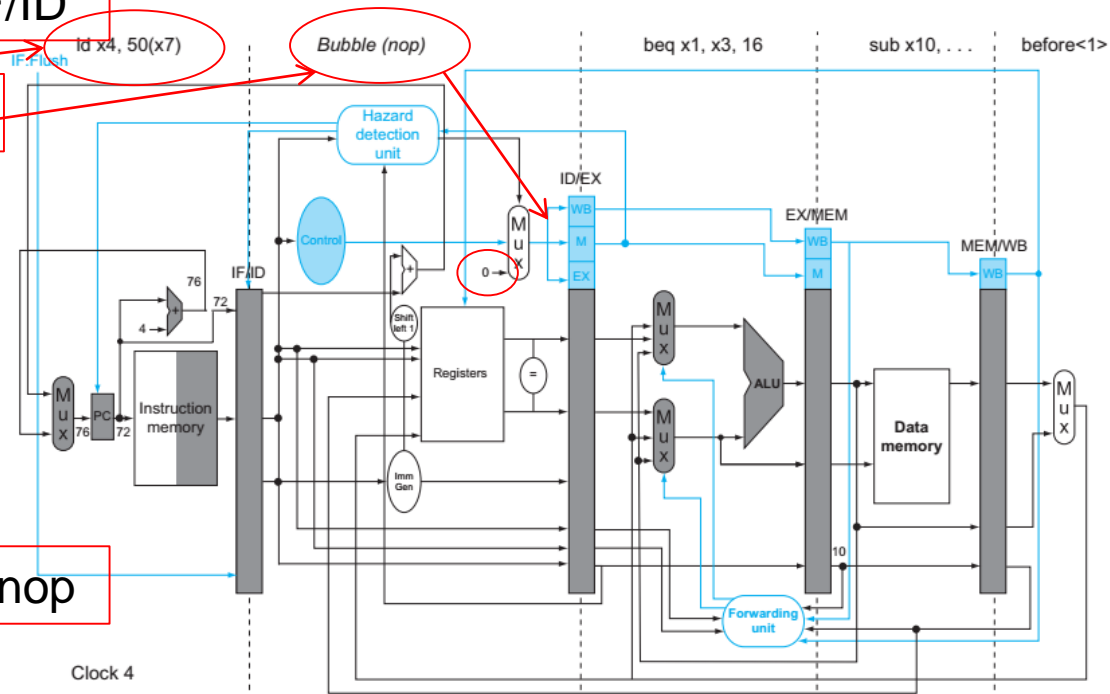 /ID
ld x4, 50(x7)
Bubble (nop)
beq x1, x3, 16
sub x10, . . .
before<1>
IF.Flush
Hazard
detection
unit
ID/EX
WB
M
EX
Control
M
u
x
0
EX/MEM
WB
M
MEM/WB
WB
IF/ID
76
72
4
+
+
Shift
left 1
Registers
=
M
u
x
M
u
x
ALU
M
u
x
76
PC
72
Instruction
memory
Data
memory
M
u
x
Imm
Gen
10
nop
Forwarding
unit
Clock 4